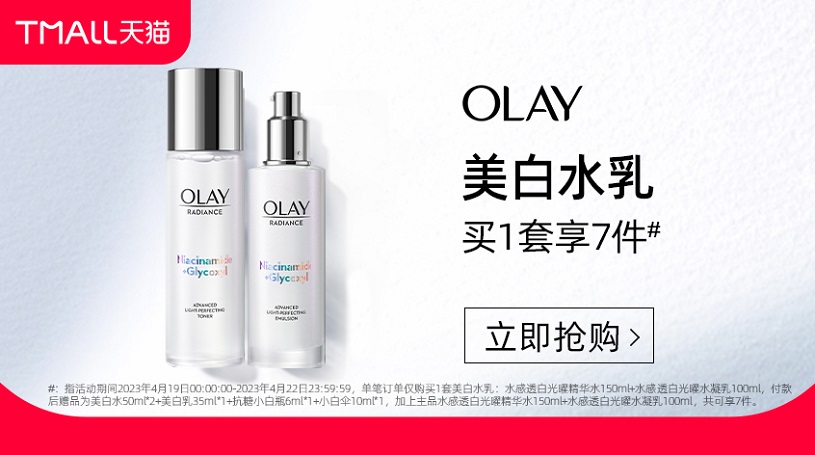 TMALL天猫
OLAY
美白水乳
买1套享7件#
立即抢购 >
OLAY
RADIANCE
Niacinamide
+Glycoxyl
ADVANCED
LIGHT-PERFECTING
TONER
OLAY
RADIANCE
Niacinamide
+Glycoxyl
ADVANCED
LIGHT-PERFECTING
EMULSION
#：指活动期间2023年4月19日00:00:00-2023年4月22日23:59:59，单笔订单仅购买1套美白水乳：水感透白光曜精华水150ml+水感透白光曜水凝乳100ml，付款
后赠品为美白水50ml*2+美白乳35ml*1+抗糖小白瓶6ml*1+小白伞10ml*1，加上主品水感透白光曜精华水150ml+水感透白光曜水凝乳100ml，共可享7件。